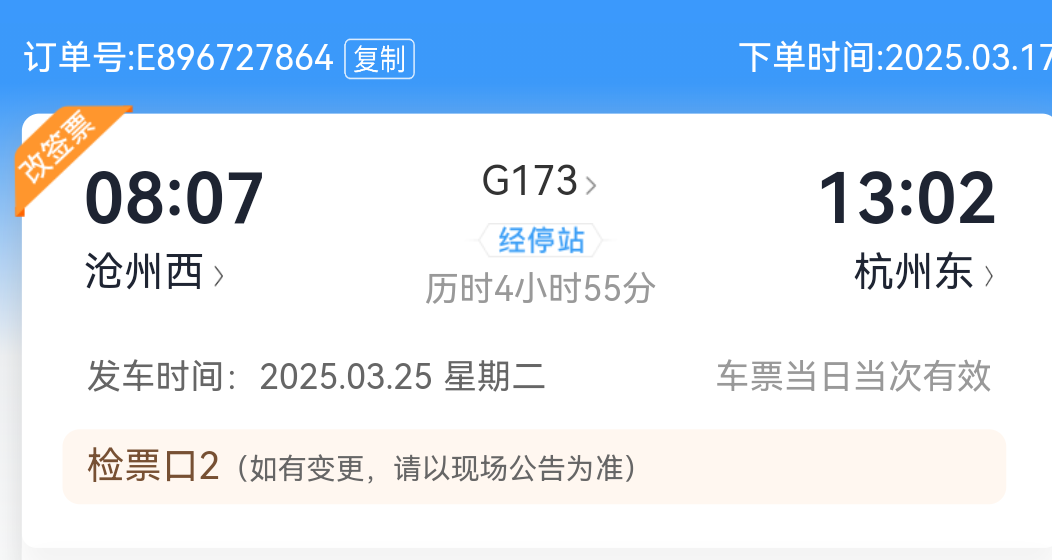 订单号:E896727864 复制 下单时间:2025.03.17
改签票
08:07 G173 13:02
经停站
沧州西 杭州东
历时4小时55分
发车时间：2025.03.25 星期二 车票当日当次有效
检票口2（如有变更，请以现场公告为准）